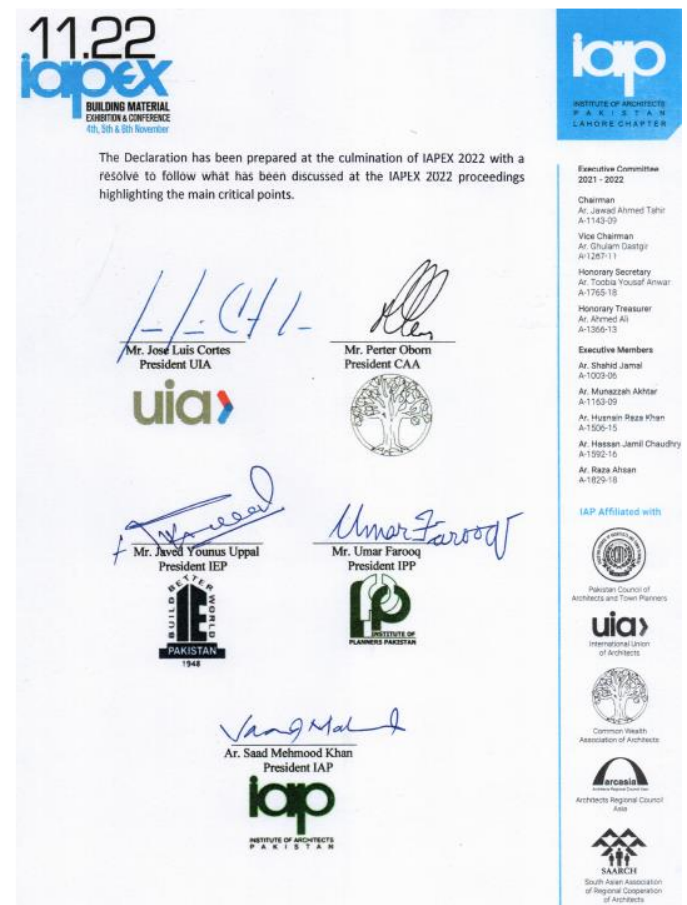 11.22
iapex
BUILDING MATERIAL
EXHIBITION & CONFERENCE
4th, 5th & 6th November
The Declaration has been prepared at the culmination of IAPEX 2022 with a
resolve to follow what has been discussed at the IAPEX 2022 proceedings
highlighting the main critical points.
Mr. Jose Luis Cortes
President UIA
uia
Mr. Perter Oborn
President CAA
Mr. Javed Younus Uppal
President IEP
BUILD BETTER WORLD
PAKISTAN
1948
Umar Farooq
Mr. Umar Farooq
President IPP
INSTITUTE OF
PLANNERS PAKISTAN
Ar. Saad Mehmood Khan
President IAP
iap
INSTITUTE OF ARCHITECTS
PAKISTAN
iap
INSTITUTE OF ARCHITECTS
PAKISTAN
LAHORE CHAPTER
Executive Committee
2021 - 2022
Chairman
Ar. Jawad Ahmed Tahir
A-1143-09
Vice Chairman
Ar. Ghulam Dastgir
A-1267-11
Honorary Secretary
Ar. Toobia Yousaf Anwar
A-1765-18
Honorary Treasurer
Ar. Ahmed Ali
A-1366-13
Executive Members
Ar. Shahid Jamal
A-1003-06
Ar. Munazzah Akhtar
A-1163-09
Ar. Husnain Raza Khan
A-1506-15
Ar. Hassan Jamil Chaudhry
A-1592-16
Ar. Raza Ahsan
A-1829-18
IAP Affiliated with
Pakistan Council of
Architects and Town Planners
uia
International Union
of Architects
Common Wealth
Association of Architects
arcasia
Architects Regional Council
Asia
SAARCH
South Asian Association
of Regional Cooperation
of Architects